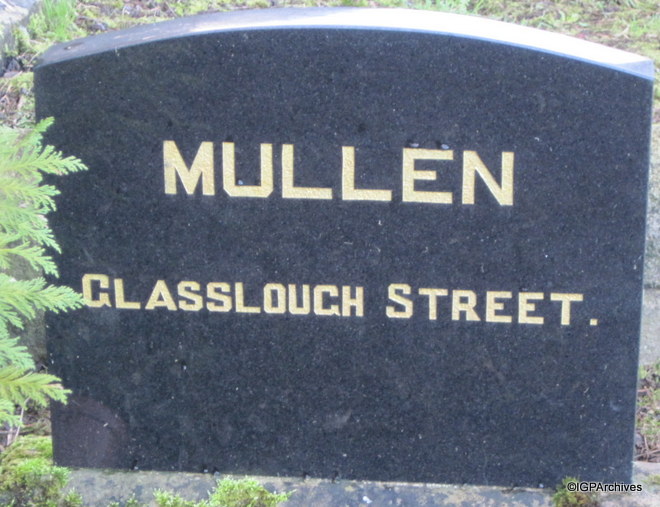 MULLEN
GLASSLOUGH STREET.
©IGPArchives